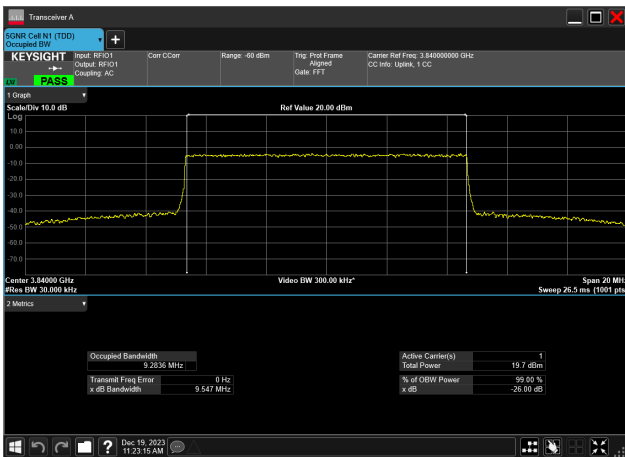 Transceiver A
5GNR Cell N1 (TDD)
Occupied BW
KEYSIGHT
PASS
Input: RFIO1
Output: RFIO1
Coupling: AC
Corr CCorr
Range: -60 dBm
Trig: Prot Frame
Aligned
Gate: FFT
Carrier Ref Freq: 3.840000000 GHz
CC Info: Uplink, 1 CC
1 Graph
Scale/Div 10.0 dB
Ref Value 20.00 dBm
Log
10.0
0.00
-10.0
-20.0
-30.0
-40.0
-50.0
-60.0
-70.0
Center 3.84000 GHz
Video BW 300.00 kHz*
Span 20 MHz
#Res BW 30.000 kHz
Sweep 26.5 ms (1001 pts
2 Metrics
Occupied Bandwidth
9.2836 MHz
Transmit Freq Error 0 Hz
x dB Bandwidth 9.547 MHz
Active Carrier(s) 1
Total Power 19.7 dBm
% of OBW Power 99.00 %
x dB -26.00 dB
Dec 19, 2023
11:23:15 AM